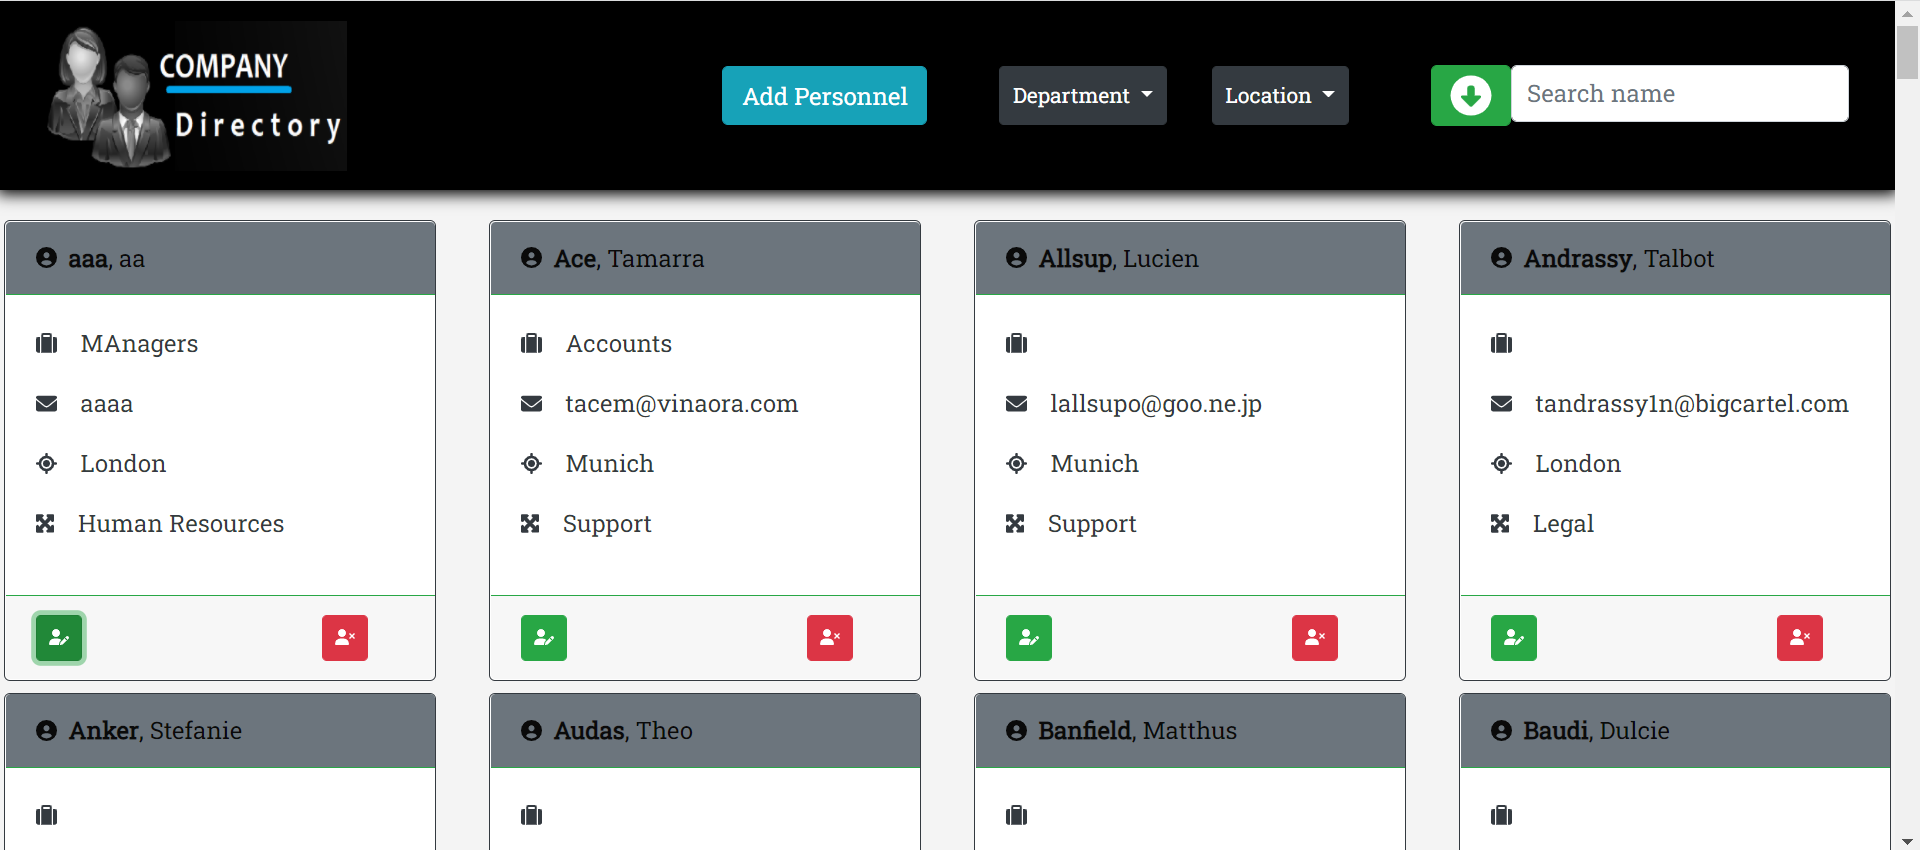 COMPANY
Directory
Add Personnel
Department
Location
Search name
aaa, aa
MAnagers
aaaa
London
Human Resources
Ace, Tamarra
Accounts
tacem@vinaora.com
Munich
Support
Allsup, Lucien
lallsupo@goo.ne.jp
Munich
Support
Andrassy, Talbot
tandrassy1n@bigcartel.com
London
Legal
Anker, Stefanie
Audas, Theo
Banfield, Matthus
Baudi, Dulcie